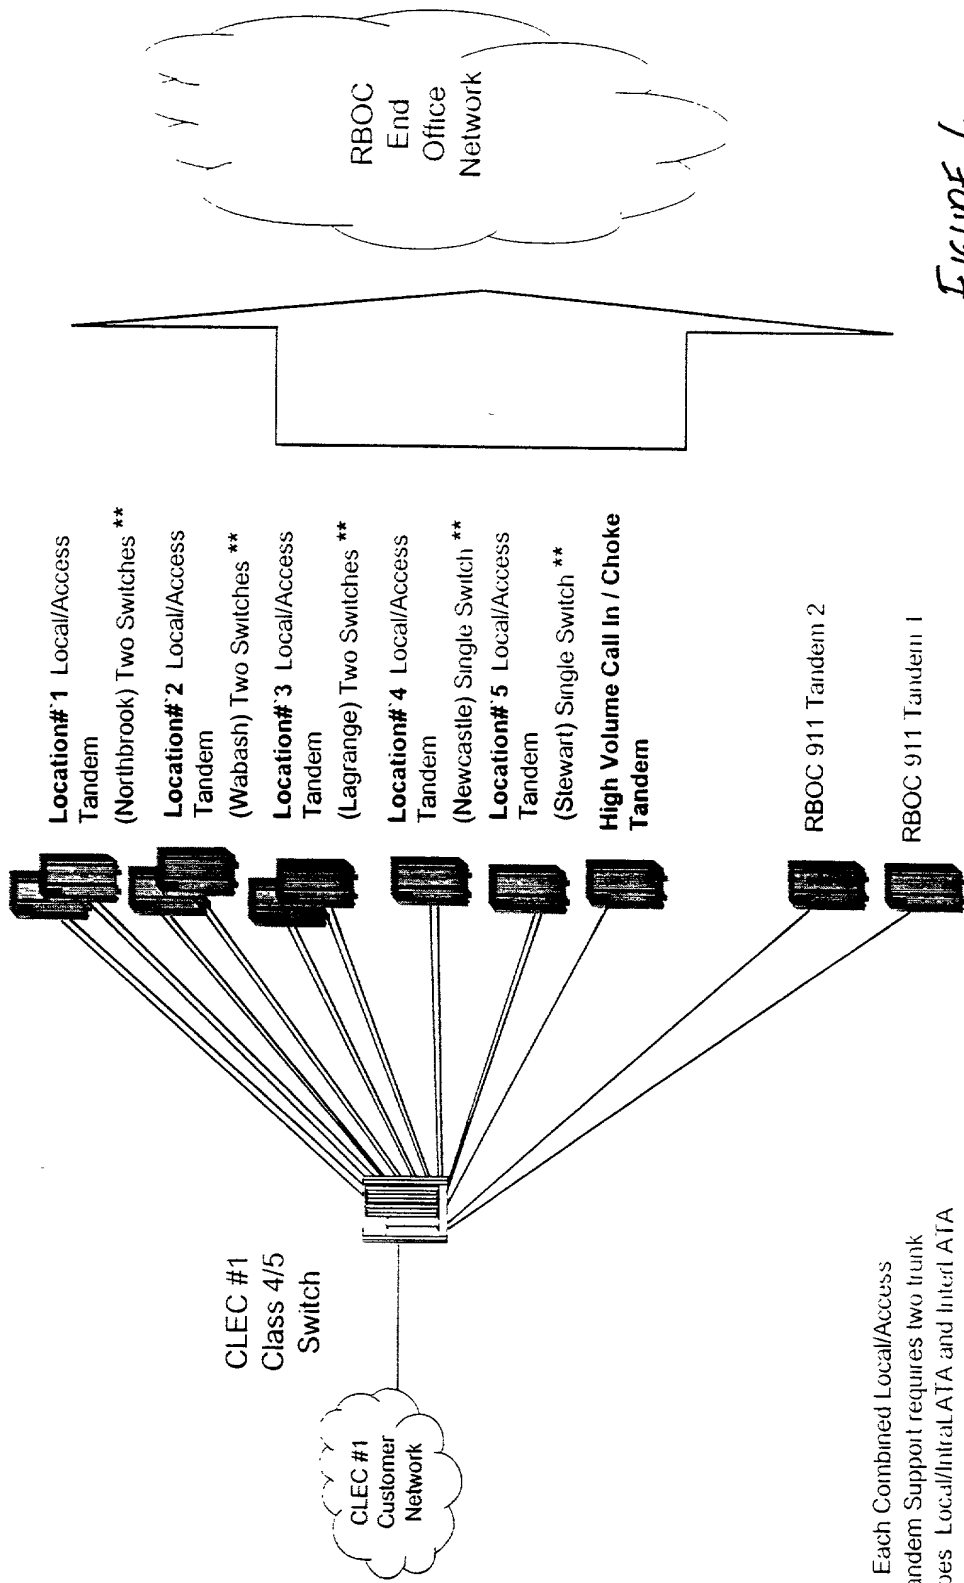 CLEC #1
Customer
Network
CLEC #1
Class 4/5
Switch
Location# 1 Local/Access
Tandem
(Northbrook) Two Switches **
Location# 2 Local/Access
Tandem
(Wabash) Two Switches **
Location# 3 Local/Access
Tandem
(Lagrange) Two Switches **
Location# 4 Local/Access
Tandem
(Newcastle) Single Switch **
Location# 5 Local/Access
Tandem
(Stewart) Single Switch **
High Volume Call In / Choke
Tandem
RBOC 911 Tandem 2
RBOC 911 Tandem 1
RBOC
End
Office
Network
Each Combined Local/Access
andem Support requires two trunk
pes Local/IntraLATA and InterLATA
FIGURE